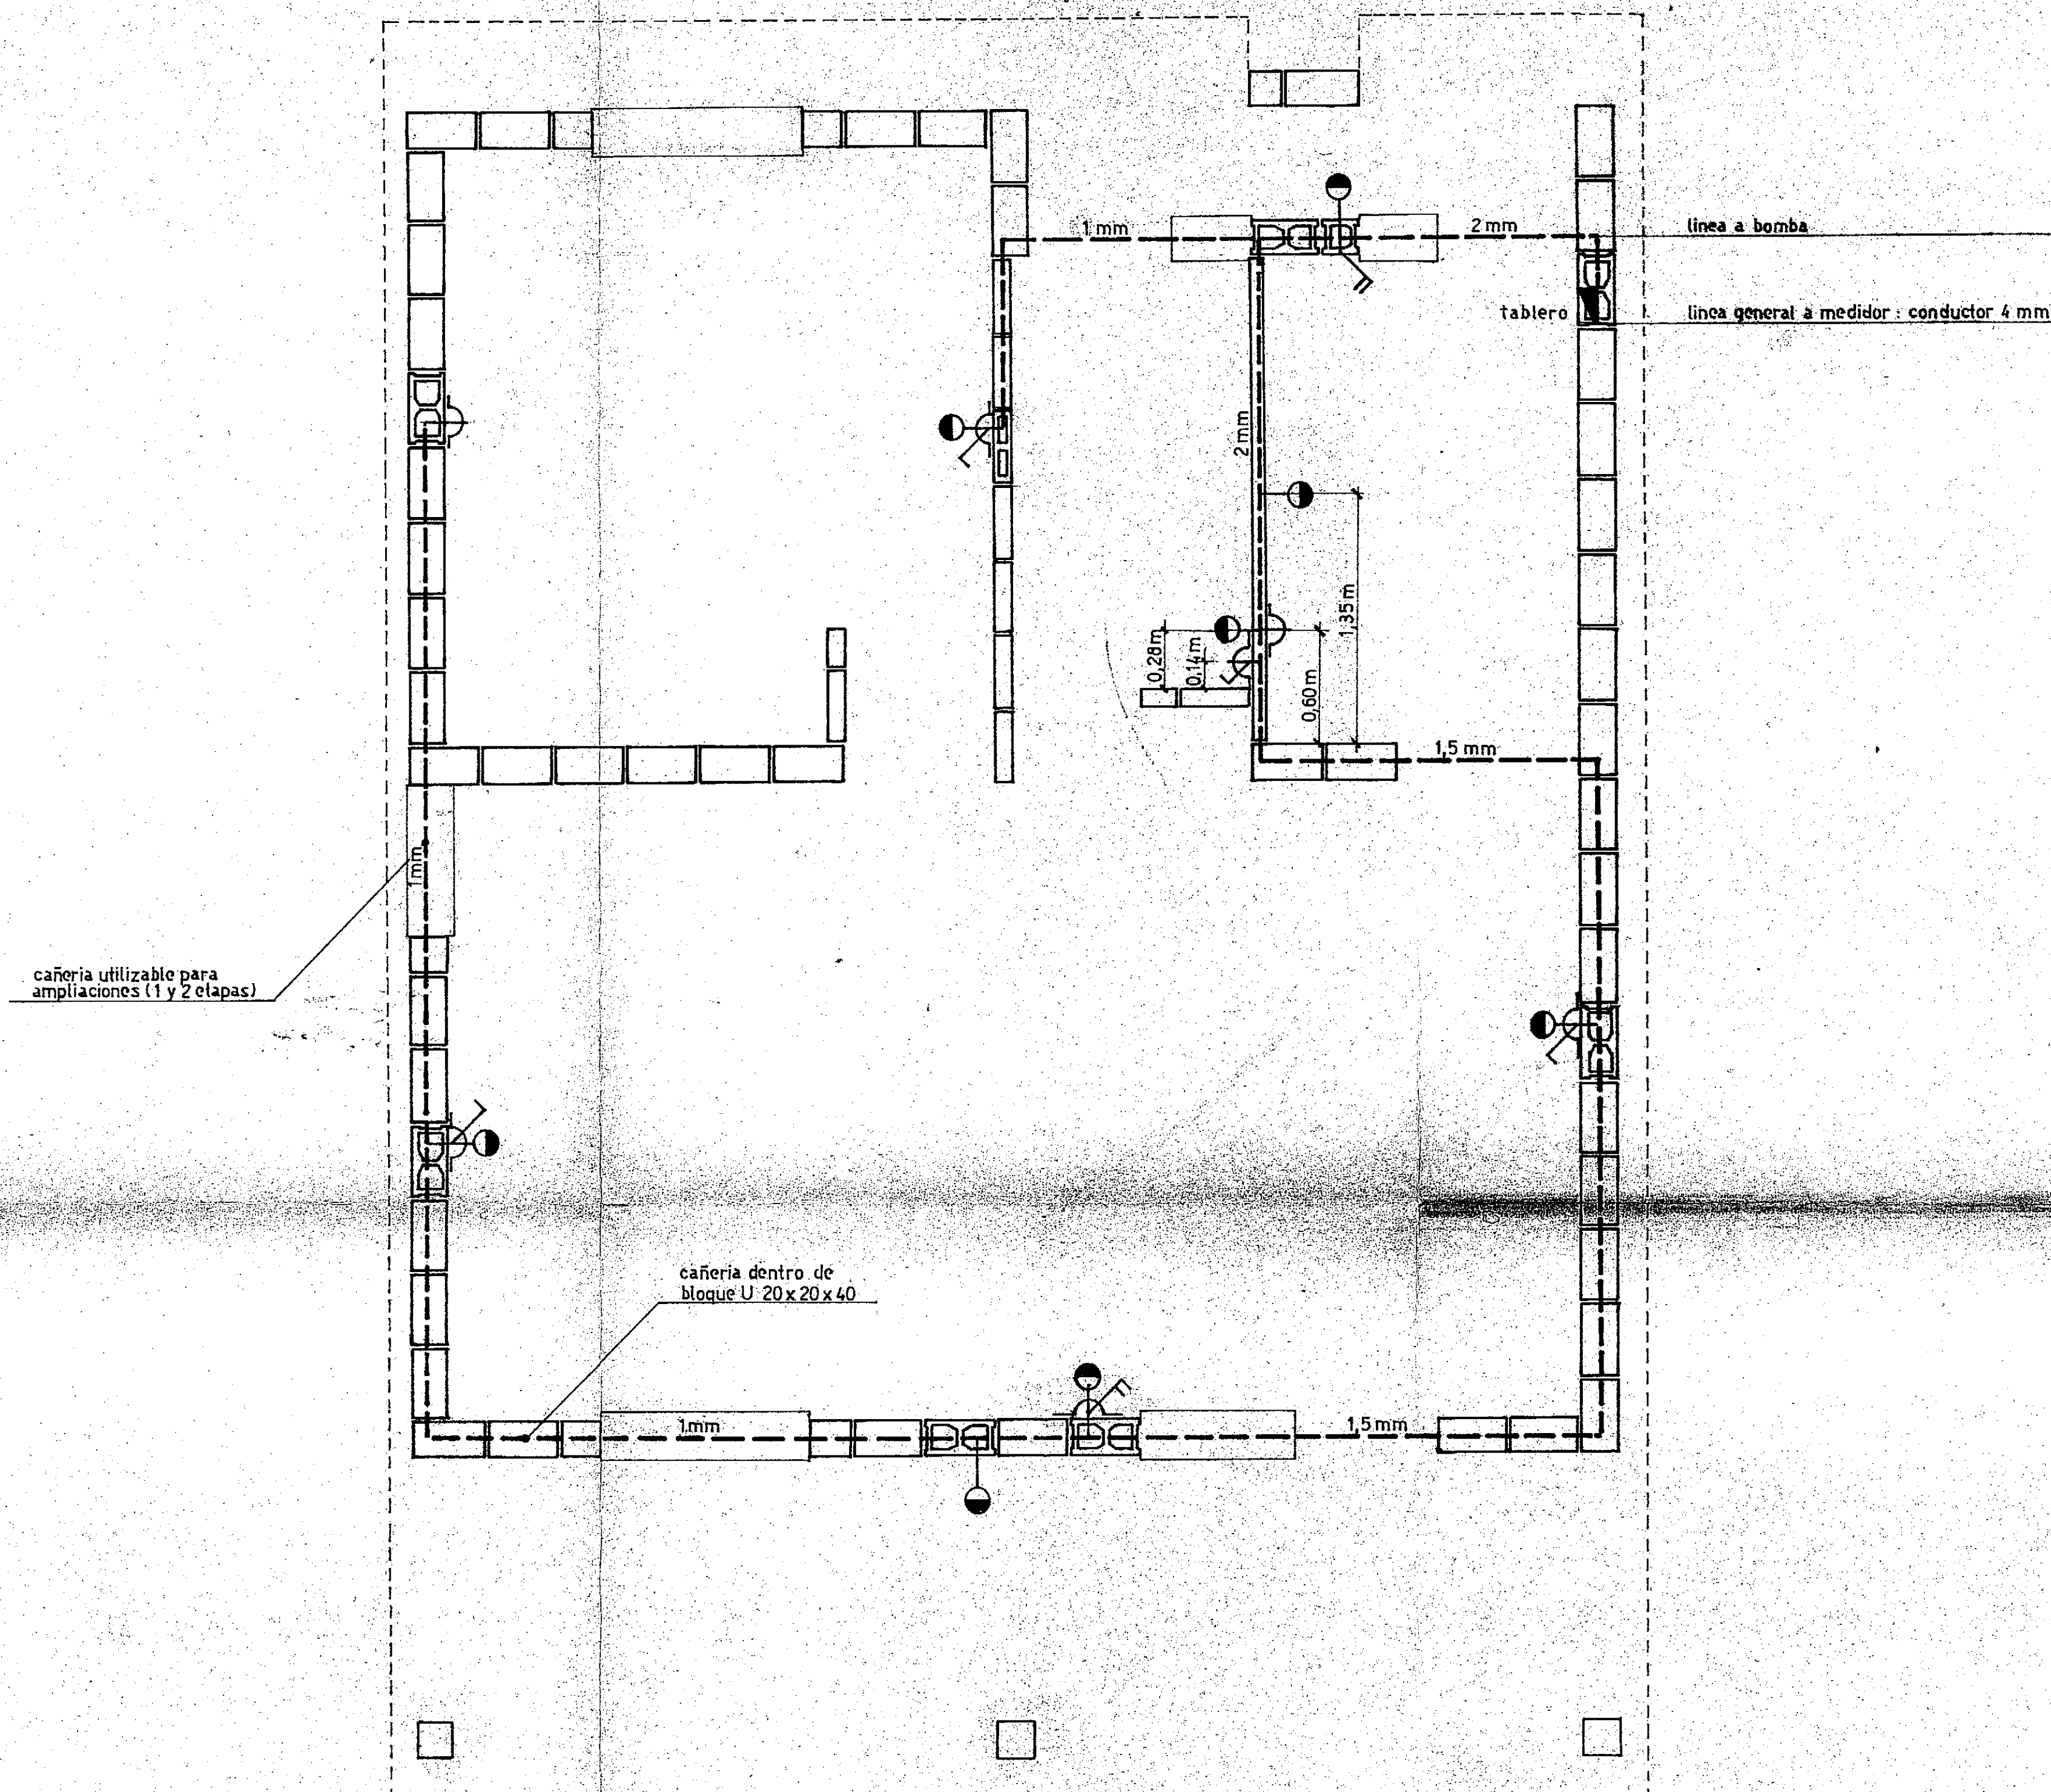 1 mm
2 mm
linea a bomba
tablero
linea general a medidor : conductor 4 mm
2 mm
1,35 m
0,28 m
0,14 m
0,60 m
1,5 mm
1 mm
cañeria utilizable para
ampliaciones (1 y 2 etapas)
cañeria dentro de
bloque U 20 x 20 x 40
1 mm
1,5 mm